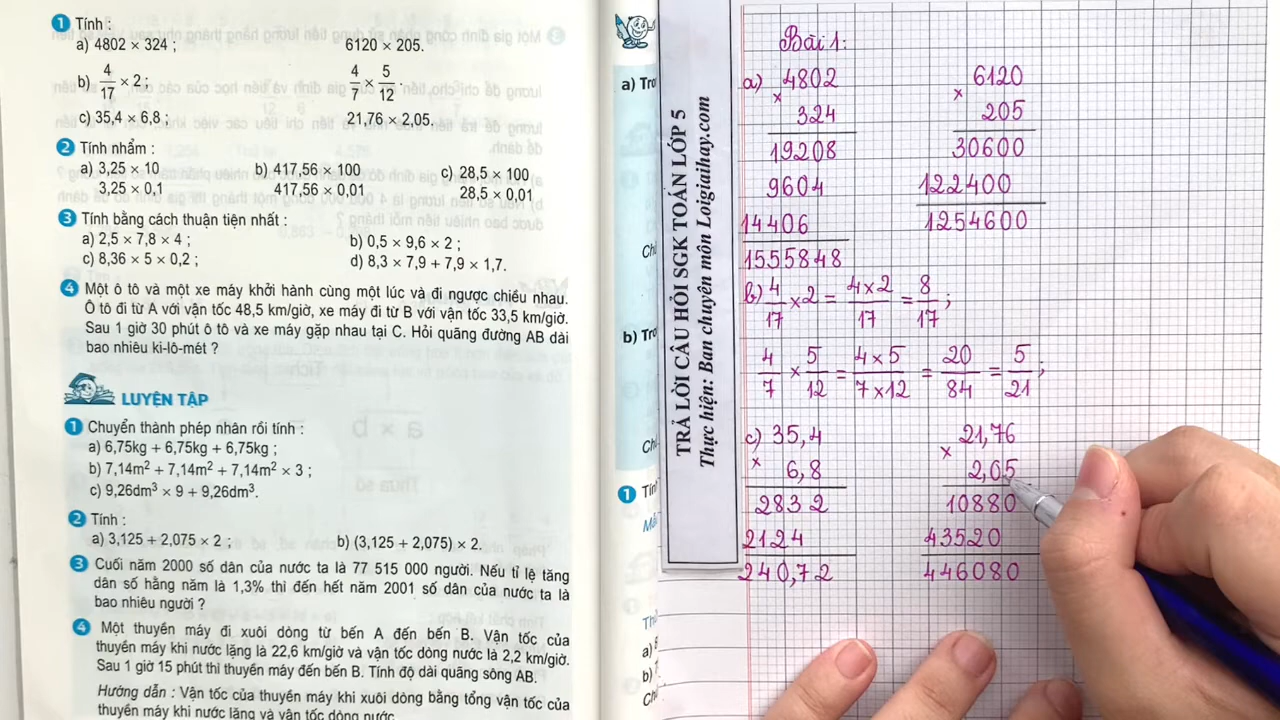 1 Tính :
a) 4802 × 324 ; 6120 × 205.
b) 4/17 × 2 ; 4/7 × 5/12 .
c) 35,4 × 6,8 ; 21,76 × 2,05.
2 Tính nhẩm :
a) 3,25 × 10 b) 417,56 × 100 c) 28,5 × 100
3,25 × 0,1 417,56 × 0,01 28,5 × 0,01
3 Tính bằng cách thuận tiện nhất :
a) 2,5 × 7,8 × 4 ; b) 0,5 × 9,6 × 2 ;
c) 8,36 × 5 × 0,2 ; d) 8,3 × 7,9 + 7,9 × 1,7.
4 Một ô tô và một xe máy khởi hành cùng một lúc và đi ngược chiều nhau.
Ô tô đi từ A với vận tốc 48,5 km/giờ, xe máy đi từ B với vận tốc 33,5 km/giờ.
Sau 1 giờ 30 phút ô tô và xe máy gặp nhau tại C. Hỏi quãng đường AB dài
bao nhiêu ki-lô-mét ?
LUYỆN TẬP
1 Chuyển thành phép nhân rồi tính :
a) 6,75kg + 6,75kg + 6,75kg ;
b) 7,14m² + 7,14m² + 7,14m² × 3 ;
c) 9,26dm³ × 9 + 9,26dm³.
2 Tính :
a) 3,125 + 2,075 × 2 ; b) (3,125 + 2,075) × 2.
3 Cuối năm 2000 số dân của nước ta là 77 515 000 người. Nếu tỉ lệ tăng
dân số hằng năm là 1,3% thì đến hết năm 2001 số dân của nước ta là
bao nhiêu người ?
4 Một thuyền máy đi xuôi dòng từ bến A đến bến B. Vận tốc của
thuyền máy khi nước lặng là 22,6 km/giờ và vận tốc dòng nước là 2,2 km/giờ.
Sau 1 giờ 15 phút thì thuyền máy đến bến B. Tính độ dài quãng sông AB.
Hướng dẫn : Vận tốc của thuyền máy khi xuôi dòng bằng tổng vận tốc của
thuyền máy khi nước lặng và vận tốc dòng nước.
a)
b)
1
a)
b)
TRẢ LỜI CÂU HỎI SGK TOÁN LỚP 5
Thực hiện: Ban chuyên môn Loigiaihay.com
Bài 1:
a) 4802 6120
× ×
324 205
19208 30600
9604 122400
14406 1254600
1555848
b) 4/17 × 2 = 4×2/17 = 8/17 ;
4/7 × 5/12 = 4×5/7×12 = 20/84 = 5/21 ;
c) 35,4 21,76
× ×
6,8 2,05
2832 10880
2124 43520
240,72 446080